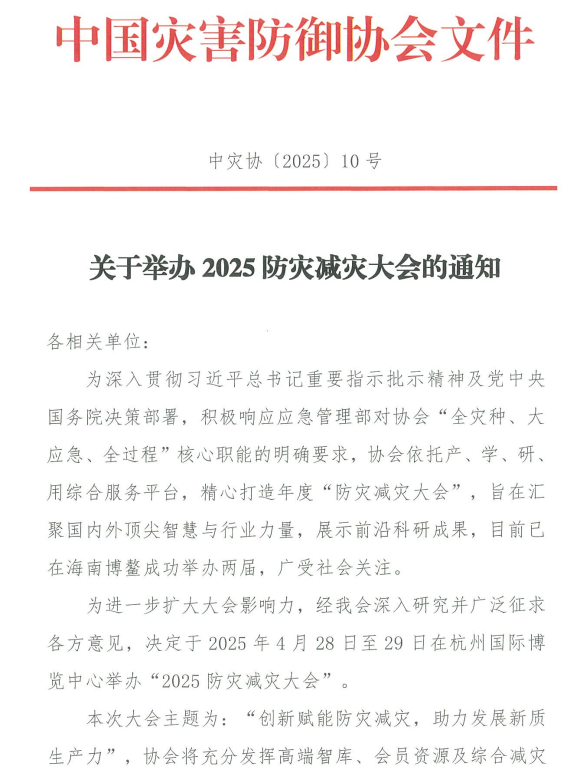 中国灾害防御协会文件
中灾协〔2025〕10 号
关于举办 2025 防灾减灾大会的通知
各相关单位：
为深入贯彻习近平总书记重要指示批示精神及党中央
国务院决策部署，积极响应应急管理部对协会“全灾种、大
应急、全过程”核心职能的明确要求，协会依托产、学、研、
用综合服务平台，精心打造年度“防灾减灾大会”，旨在汇
聚国内外顶尖智慧与行业力量，展示前沿科研成果，目前已
在海南博鳌成功举办两届，广受社会关注。
为进一步扩大大会影响力，经我会深入研究并广泛征求
各方意见，决定于 2025 年 4 月 28 日至 29 日在杭州国际博
览中心举办“2025 防灾减灾大会”。
本次大会主题为：“创新赋能防灾减灾，助力发展新质
生产力”，协会将充分发挥高端智库、会员资源及综合减灾